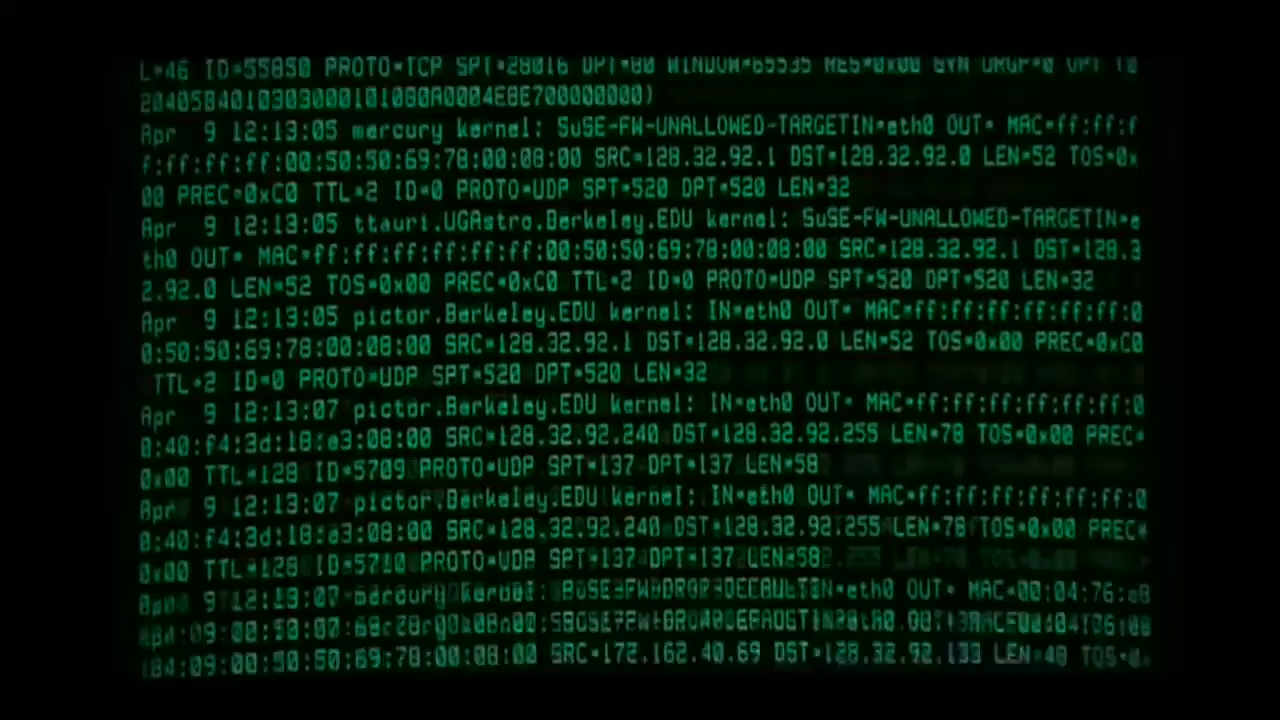 L=46 ID=55850 PROTO=TCP SPT=28016 DPT=80 WINDOW=65535 RES=0x00 SYN URGP=0 OPT (0
Apr  9 12:13:05 mercury kernel: SuSE-FW-UNALLOWED-TARGETIN=eth0 OUT= MAC=ff:ff:f
f:ff:ff:ff:00:50:50:69:78:00:08:00 SRC=128.32.92.1 DST=128.32.92.0 LEN=52 TOS=0x
00 PREC=0xC0 TTL=2 ID=0 PROTO=UDP SPT=520 DPT=520 LEN=32
Apr  9 12:13:05 ttauri.UGAstro.Berkeley.EDU kernel: SuSE-FW-UNALLOWED-TARGETIN=e
th0 OUT= MAC=ff:ff:ff:ff:ff:ff:00:50:50:69:78:00:08:00 SRC=128.32.92.1 DST=128.3
2.92.0 LEN=52 TOS=0x00 PREC=0xC0 TTL=2 ID=0 PROTO=UDP SPT=520 DPT=520 LEN=32
Apr  9 12:13:05 pictor.Berkeley.EDU kernel: IN=eth0 OUT= MAC=ff:ff:ff:ff:ff:ff:0
0:50:50:69:78:00:08:00 SRC=128.32.92.1 DST=128.32.92.0 LEN=52 TOS=0x00 PREC=0xC0
TTL=2 ID=0 PROTO=UDP SPT=520 DPT=520 LEN=32
Apr  9 12:13:07 pictor.Berkeley.EDU kernel: IN=eth0 OUT= MAC=ff:ff:ff:ff:ff:ff:0
0:40:f4:3d:18:a3:08:00 SRC=128.32.92.240 DST=128.32.92.255 LEN=78 TOS=0x00 PREC=
0x00 TTL=128 ID=5709 PROTO=UDP SPT=137 DPT=137 LEN=58
Apr  9 12:13:07 pictor.Berkeley.EDU kernel: IN=eth0 OUT= MAC=ff:ff:ff:ff:ff:ff:0
0:40:f4:3d:18:a3:08:00 SRC=128.32.92.240 DST=128.32.92.255 LEN=78 TOS=0x00 PREC=
0x00 TTL=128 ID=5710 PROTO=UDP SPT=137 DPT=137 LEN=58
9 12:13:07 mercury kernel: OUT=
SRC=172.162.40.69 DST=128.32.92.133 LEN=48 TOS=0x